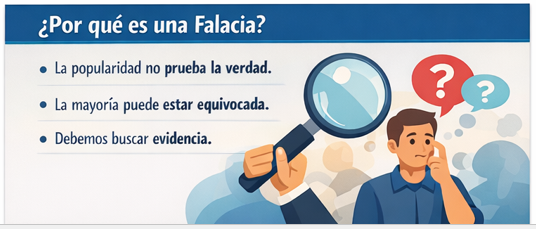 ¿Por qué es una Falacia?
• La popularidad no prueba la verdad.
• La mayoría puede estar equivocada.
• Debemos buscar evidencia.
? ?